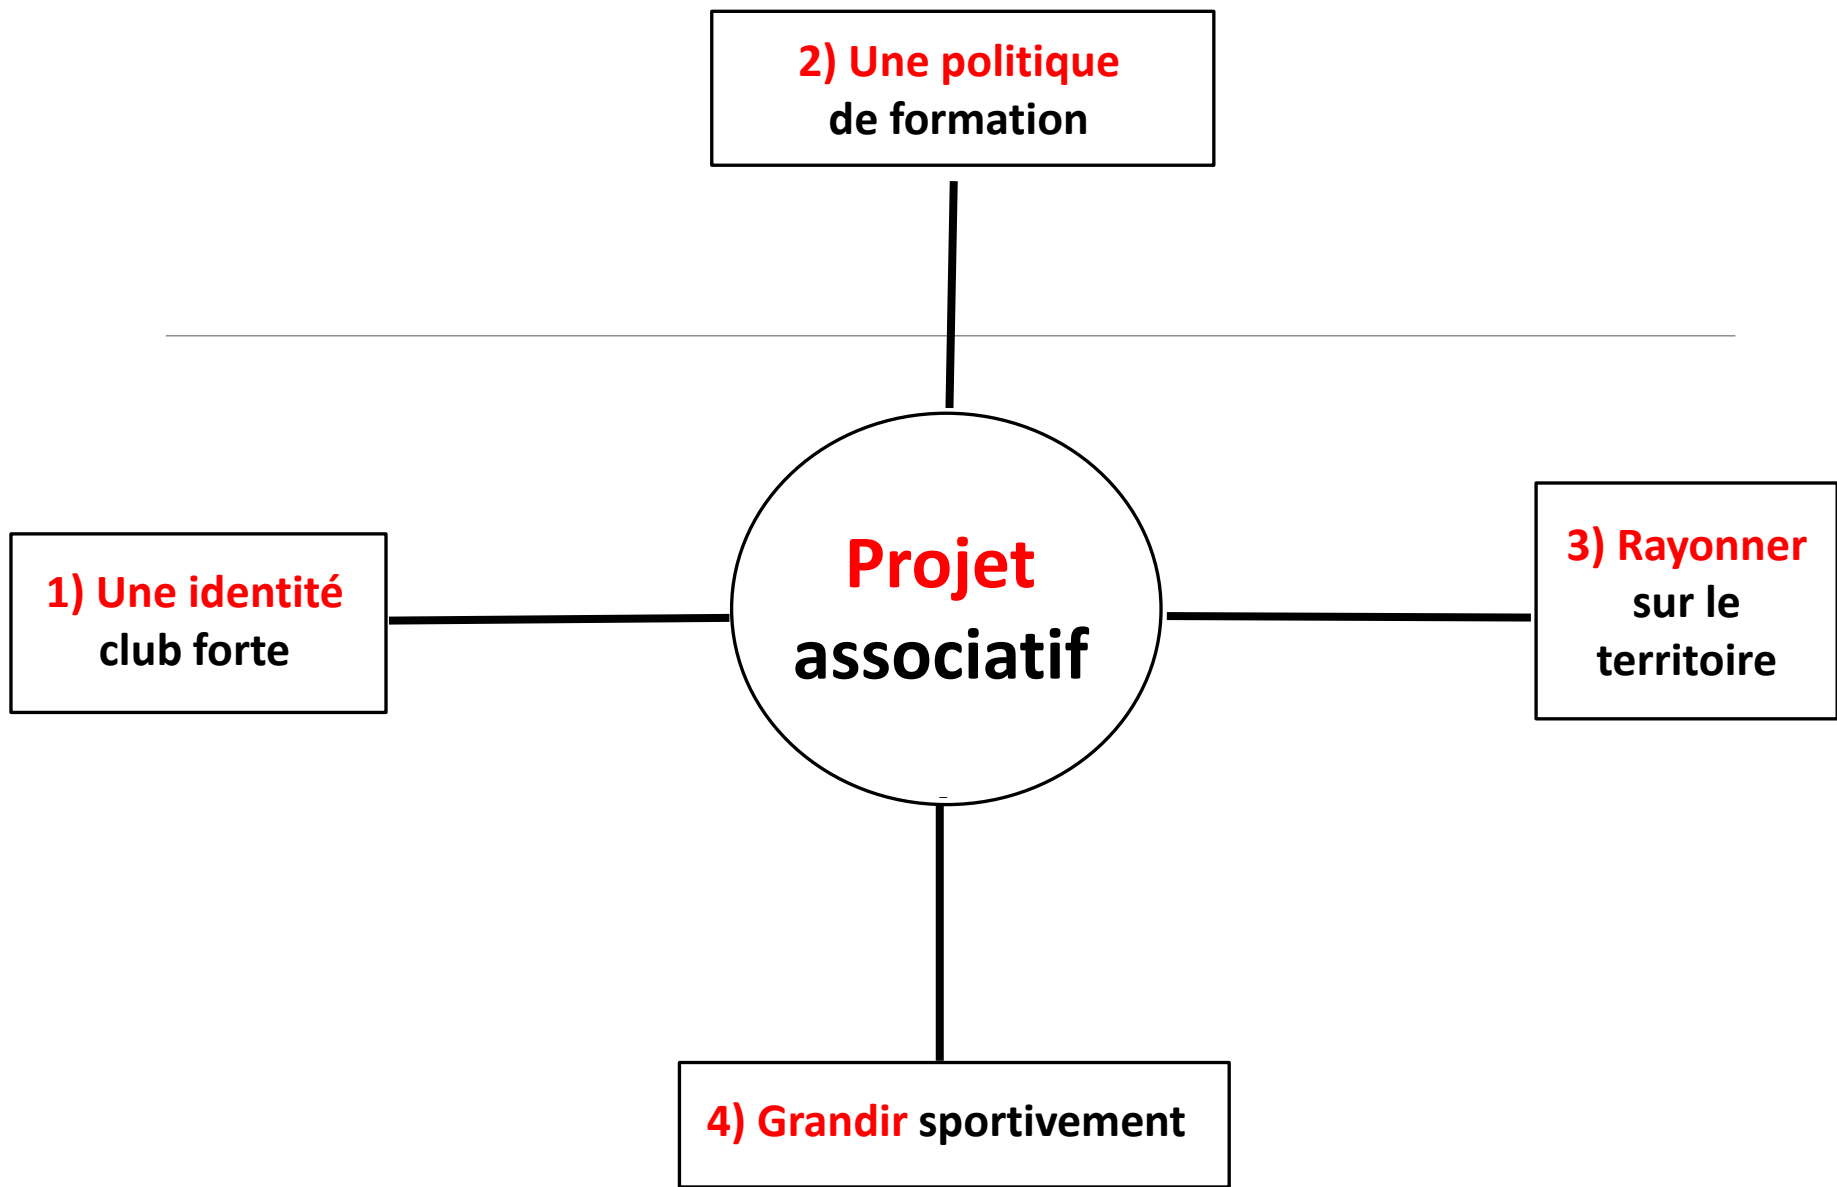 2) Une politique
de formation
Projet
associatif
1) Une identité
club forte
3) Rayonner
sur le
territoire
4) Grandir sportivement